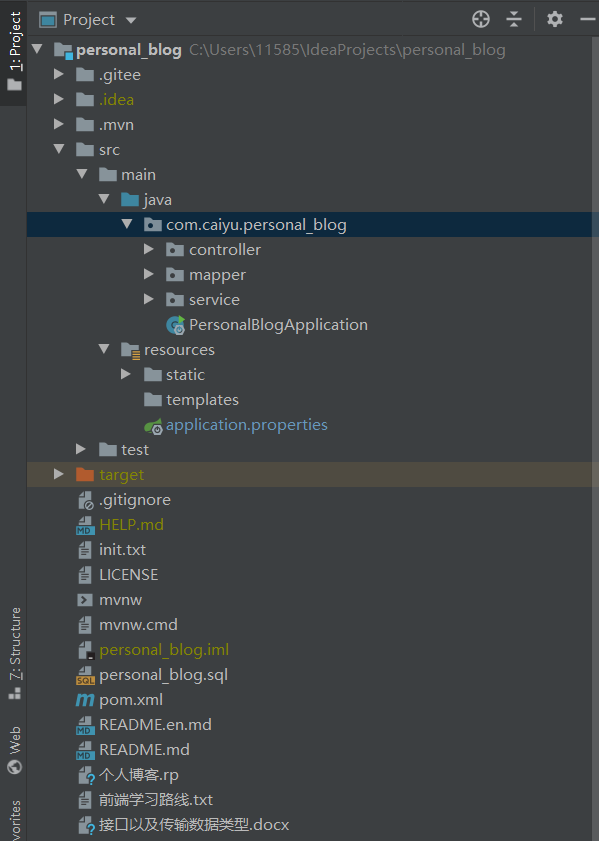 1: Project
Project
personal_blog C:\Users\11585\IdeaProjects\personal_blog
.gitee
.idea
.mvn
src
main
java
com.caiyu.personal_blog
controller
mapper
service
PersonalBlogApplication
resources
static
templates
application.properties
test
target
.gitignore
HELP.md
init.txt
LICENSE
mvnw
mvnw.cmd
personal_blog.iml
personal_blog.sql
pom.xml
README.en.md
README.md
个人博客.rp
前端学习路线.txt
接口以及传输数据类型.docx
7: Structure
Web
vorites